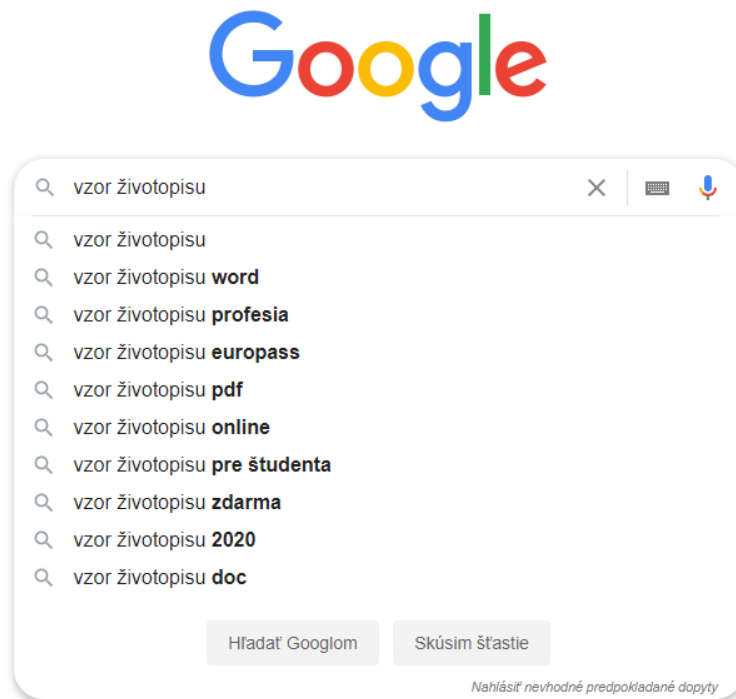 Google
vzor životopisu
vzor životopisu
vzor životopisu word
vzor životopisu profesia
vzor životopisu europass
vzor životopisu pdf
vzor životopisu online
vzor životopisu pre študenta
vzor životopisu zdarma
vzor životopisu 2020
vzor životopisu doc
Hľadať Googlom Skúsim šťastie
Nahlásiť nevhodné predpokladané dopyty